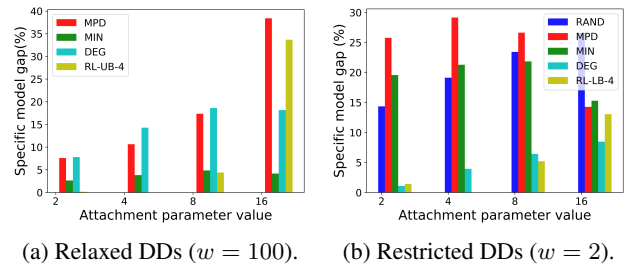 40
35
30
25
20
15
10
5
0
Specific model gap(%)
MPD
MIN
DEG
RL-UB-4
2 4 8 16
Attachment parameter value
(a) Relaxed DDs (w = 100).
30
25
20
15
10
5
0
Specific model gap(%)
RAND
MPD
MIN
DEG
RL-LB-4
2 4 8 16
Attachment parameter value
(b) Restricted DDs (w = 2).